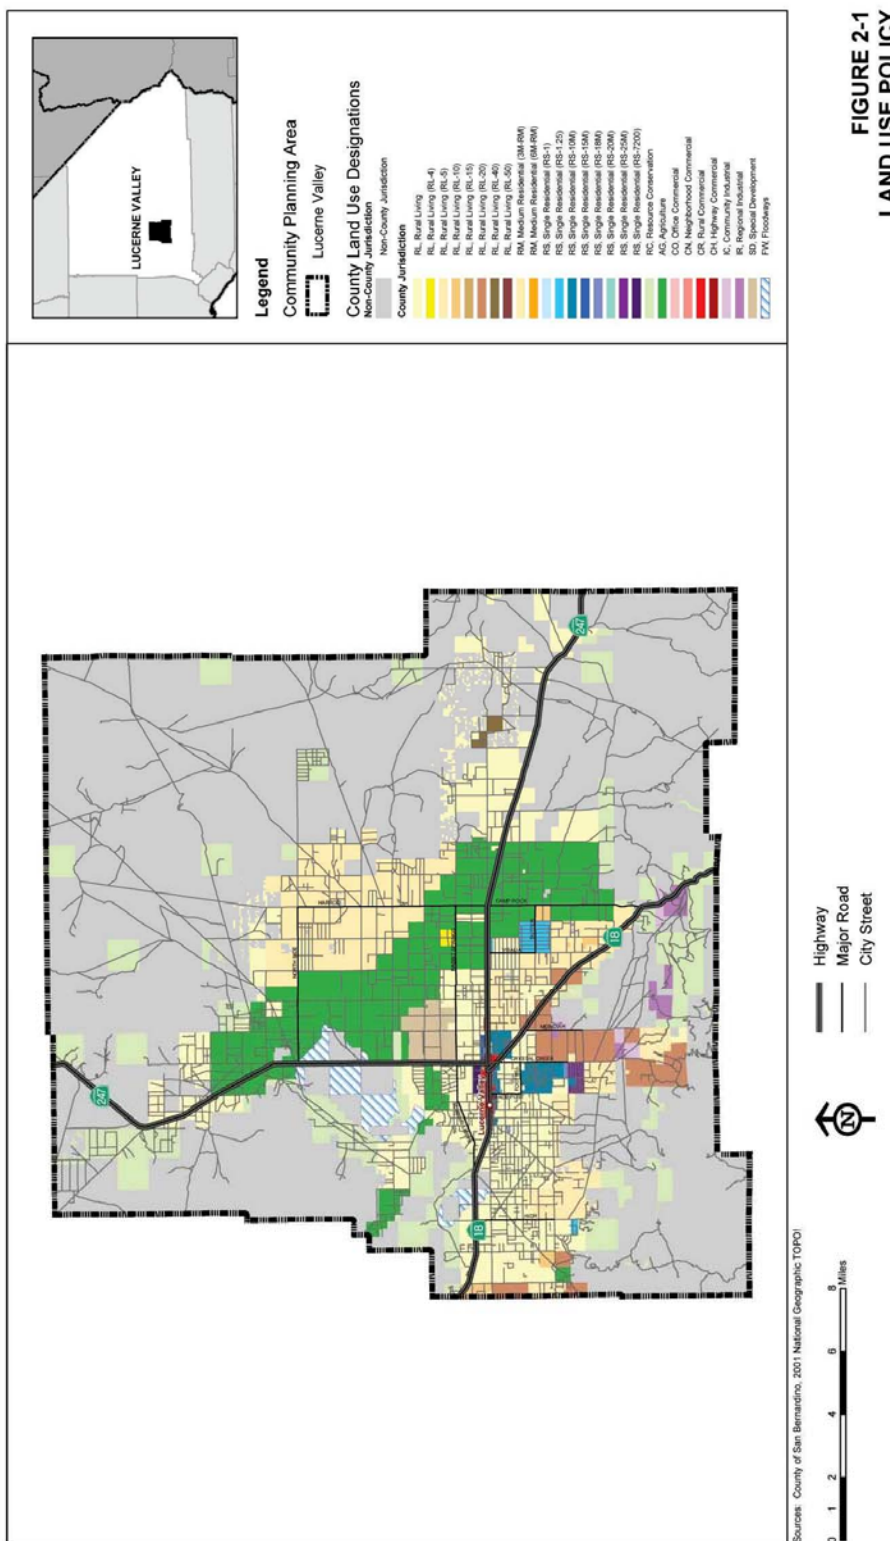 LUCERNE VALLEY
Legend
Community Planning Area
Lucerne Valley
County Land Use Designations
Non-County Jurisdiction
Non-County Jurisdiction
County Jurisdiction
RL, Rural Living
RL, Rural Living (RL-4)
RL, Rural Living (RL-5)
RL, Rural Living (RL-10)
RL, Rural Living (RL-15)
RL, Rural Living (RL-20)
RL, Rural Living (RL-40)
RL, Rural Living (RL-50)
RM, Medium Residential (3M-RM)
RM, Medium Residential (6M-RM)
RS, Single Residential (RS-1)
RS, Single Residential (RS-1.25)
RS, Single Residential (RS-10M)
RS, Single Residential (RS-15M)
RS, Single Residential (RS-18M)
RS, Single Residential (RS-20M)
RS, Single Residential (RS-25M)
RS, Single Residential (RS-7200)
RC, Resource Conservation
AG, Agriculture
CO, Office Commercial
CN, Neighborhood Commercial
CR, Rural Commercial
CH, Highway Commercial
IC, Community Industrial
IR, Regional Industrial
SD, Special Development
FW, Floodways
247
NORTH SIDE
HARROD
CAMP ROCK
18
247
Lucerne Valley
18
Sources: County of San Bernardino, 2001 National Geographic TOPO!
0 1 2 4 6 8
Miles
N
Highway
Major Road
City Street
FIGURE 2-1
LAND USE POLICY